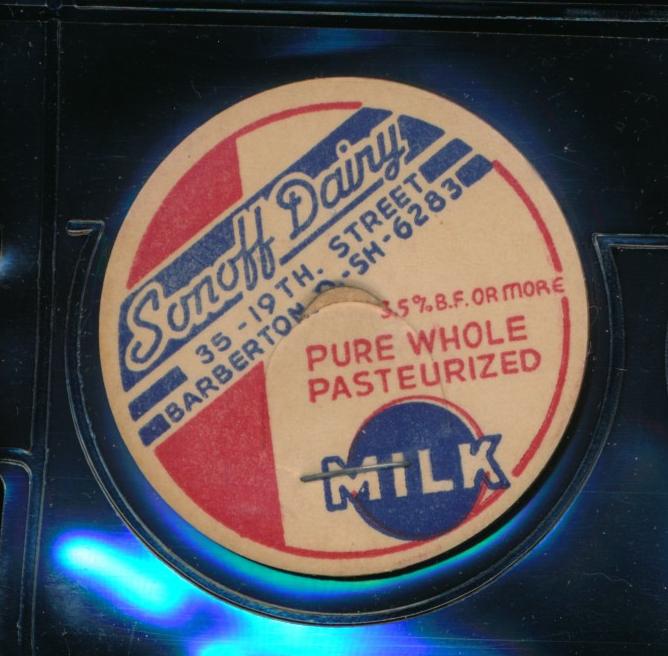 Sonoff Dairy
35-19TH. STREET
BARBERTON O-SH-6283
3.5% B.F. OR MORE
PURE WHOLE
PASTEURIZED
MILK